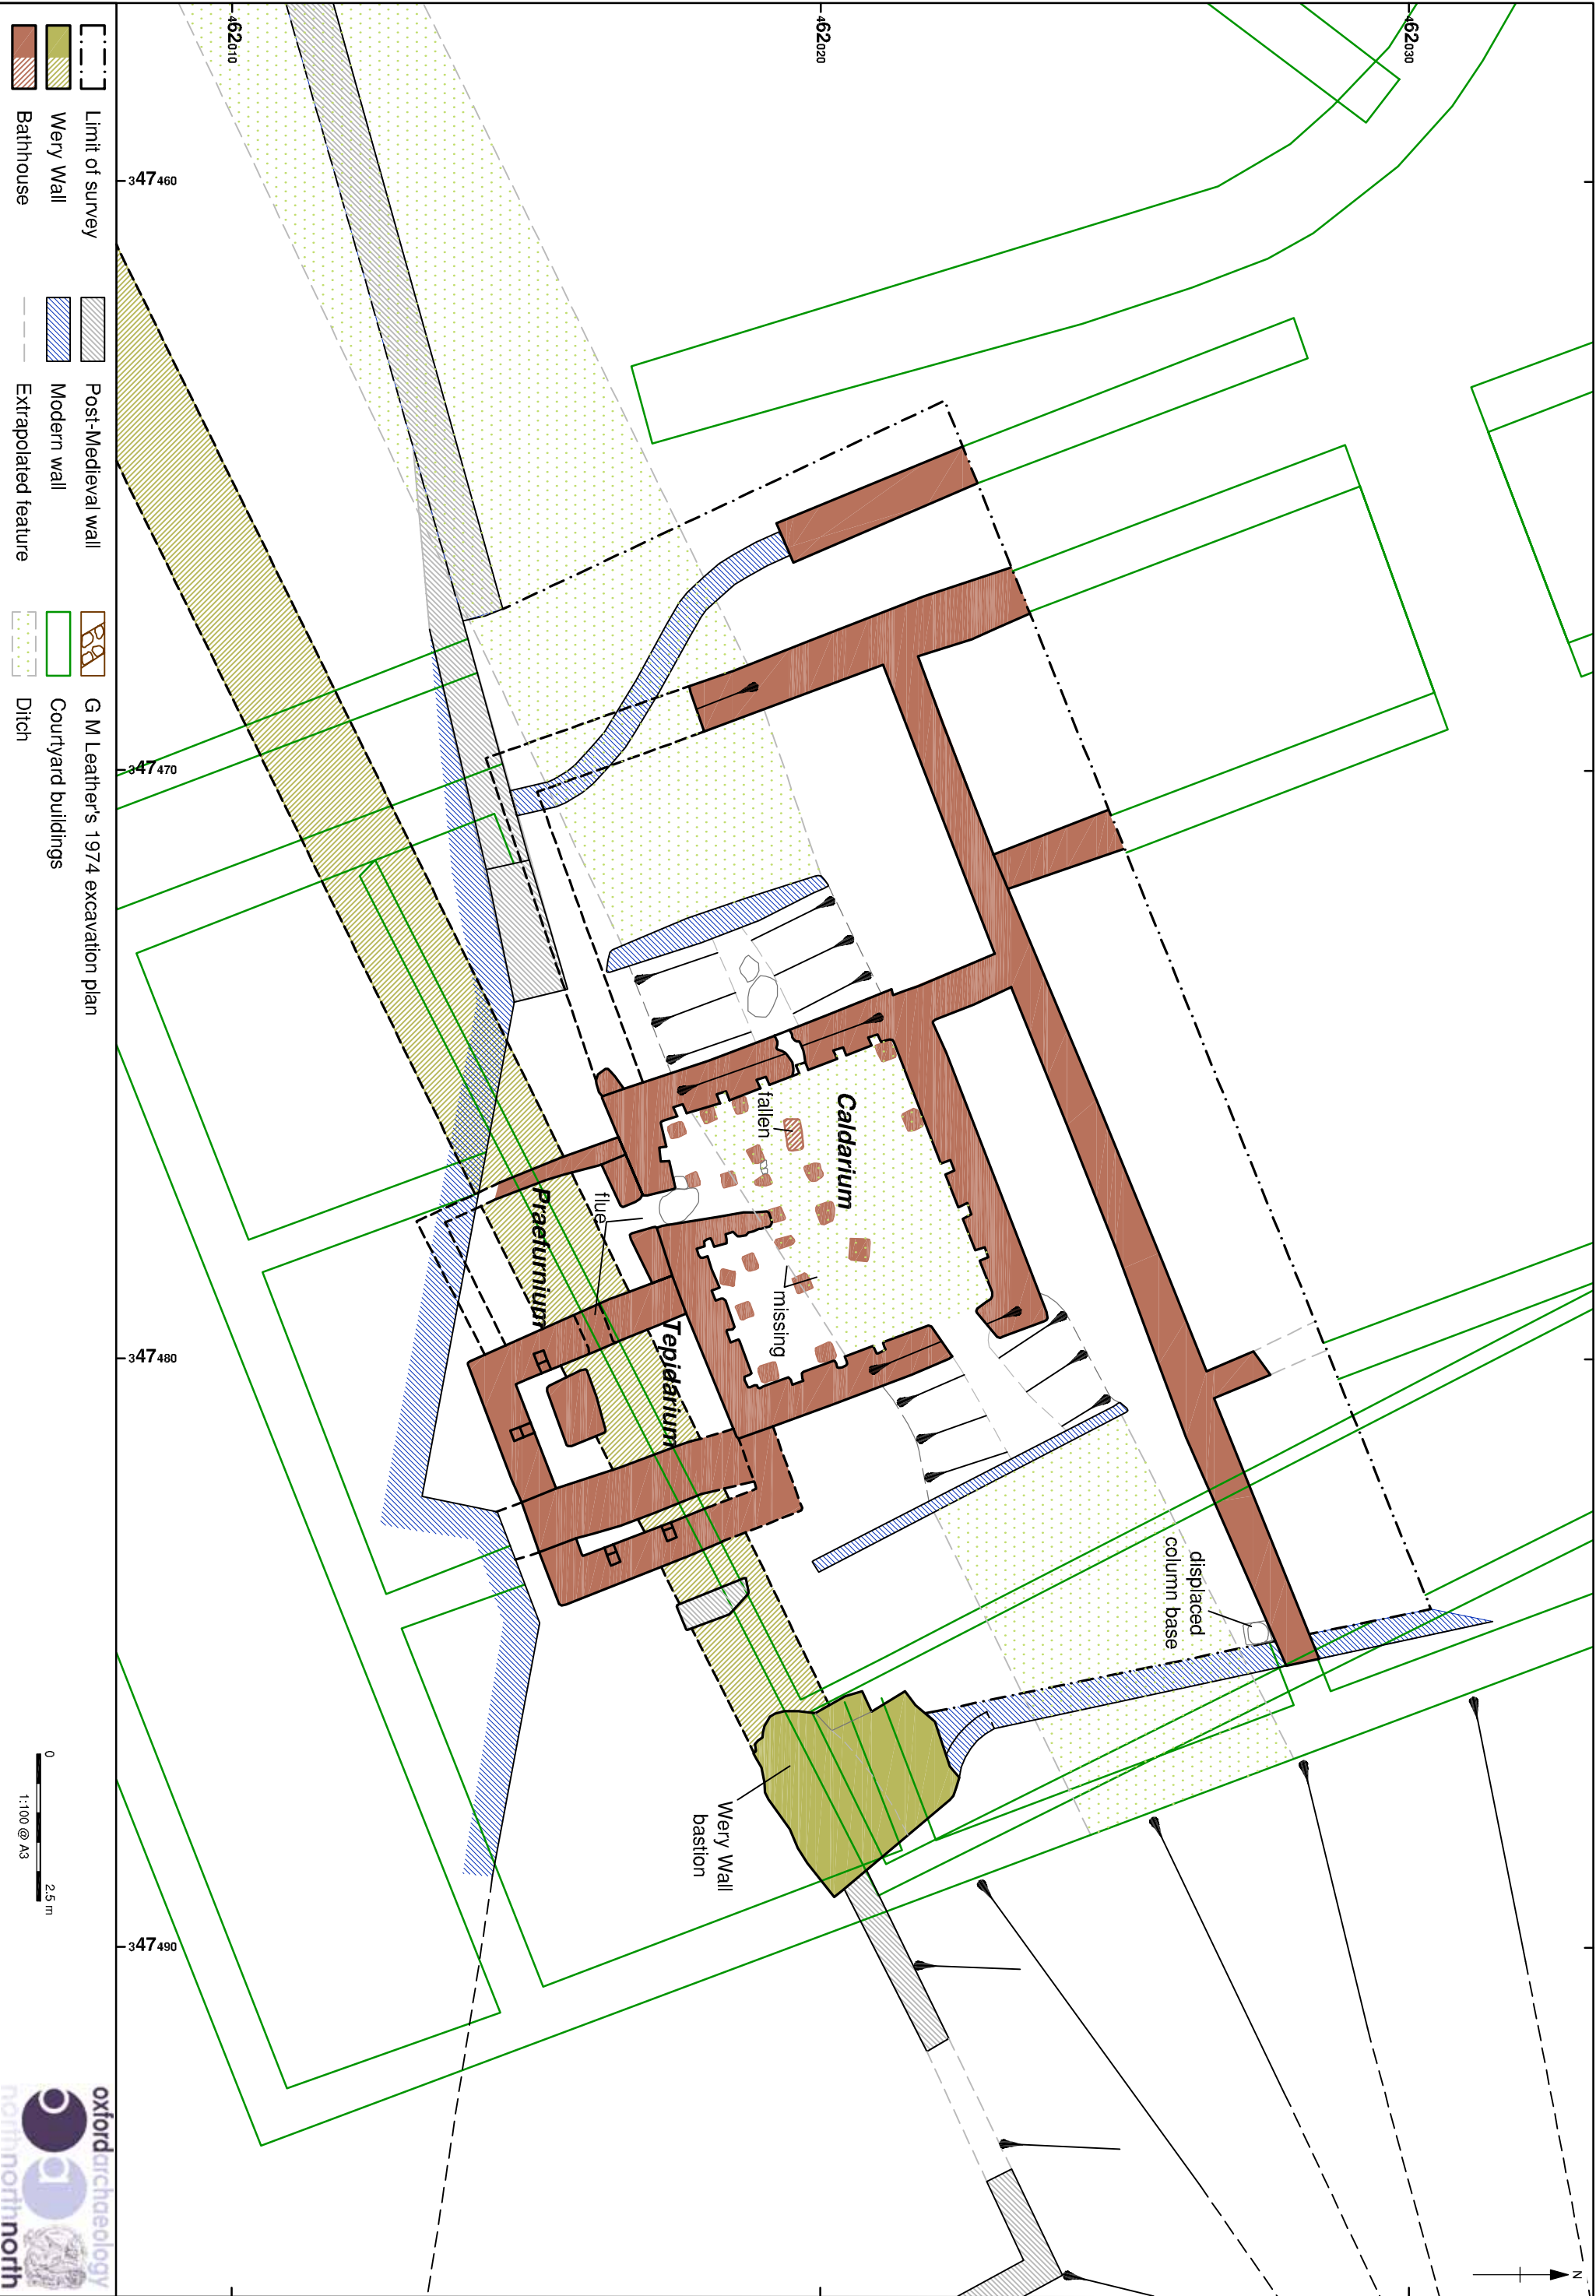 N
462030
462020
462010
347460
347470
347480
347490
displaced
column base
Caldarium
fallen
missing
flue
Tepidarium
Praefurnium
Wery Wall
bastion
Limit of survey
Wery Wall
Bathhouse
Post-Medieval wall
Modern wall
Extrapolated feature
G M Leather's 1974 excavation plan
Courtyard buildings
Ditch
0
2.5 m
1:100 @ A3
oxfordarchaeology
northnorthnorth